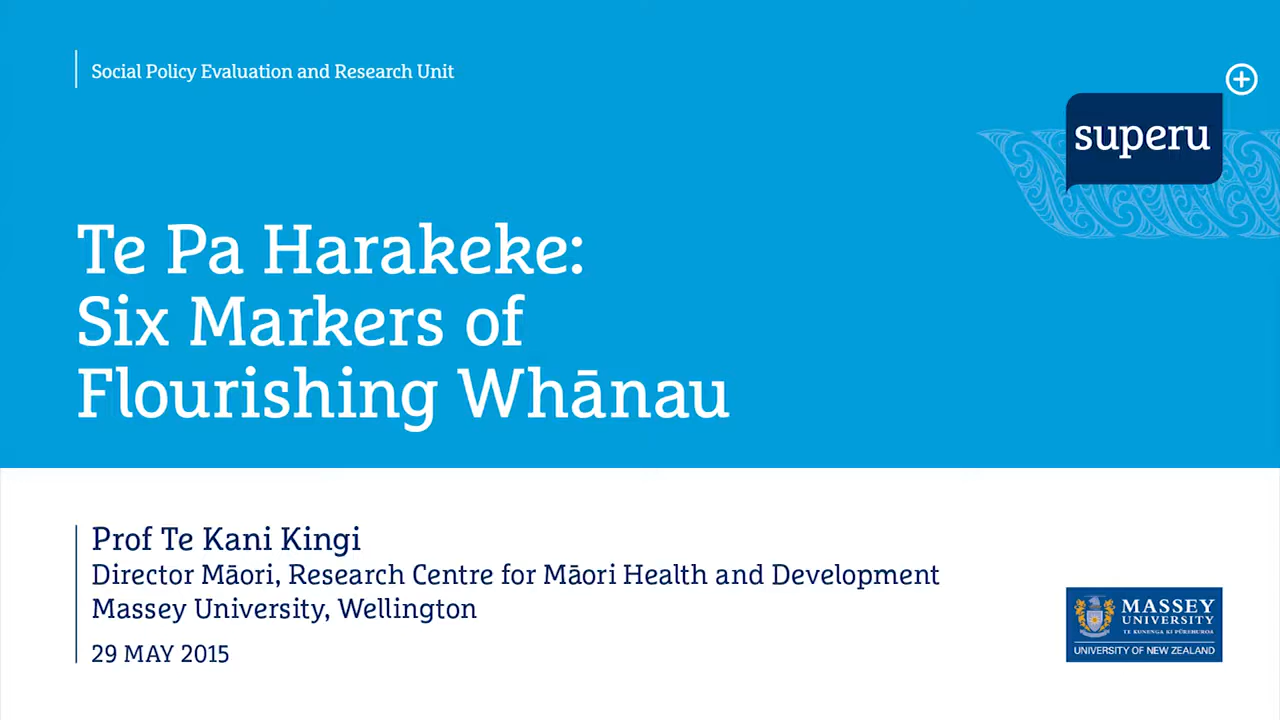 Social Policy Evaluation and Research Unit
superu
Te Pa Harakeke:
Six Markers of
Flourishing Whānau
Prof Te Kani Kingi
Director Māori, Research Centre for Māori Health and Development
Massey University, Wellington
29 MAY 2015
MASSEY
UNIVERSITY
TE KUNENGA KI PŪREHUROA
UNIVERSITY OF NEW ZEALAND